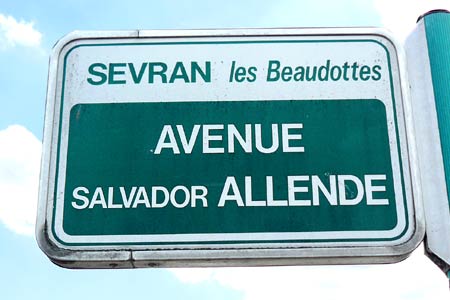 SEVRAN les Beaudottes
AVENUE
SALVADOR ALLENDE